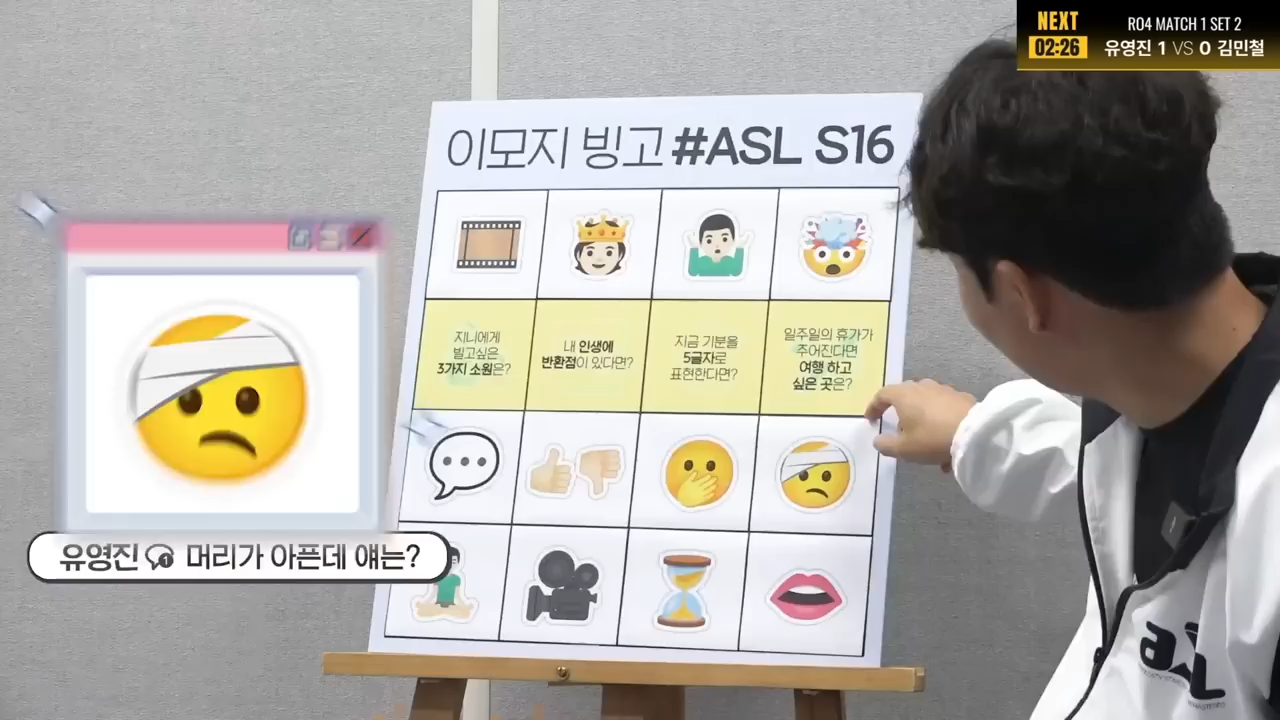 NEXT
02:26
RO4 MATCH 1 SET 2
유영진 1 VS 0 김민철
이모지 빙고 #ASL S16
지니에게
빌고싶은
3가지 소원은?
내 인생에
반환점이 있다면?
지금 기분을
5글자로
표현한다면?
일주일의 휴가가
주어진다면
여행 하고
싶은 곳은?
유영진 머리가 아픈데 얘는?
asL